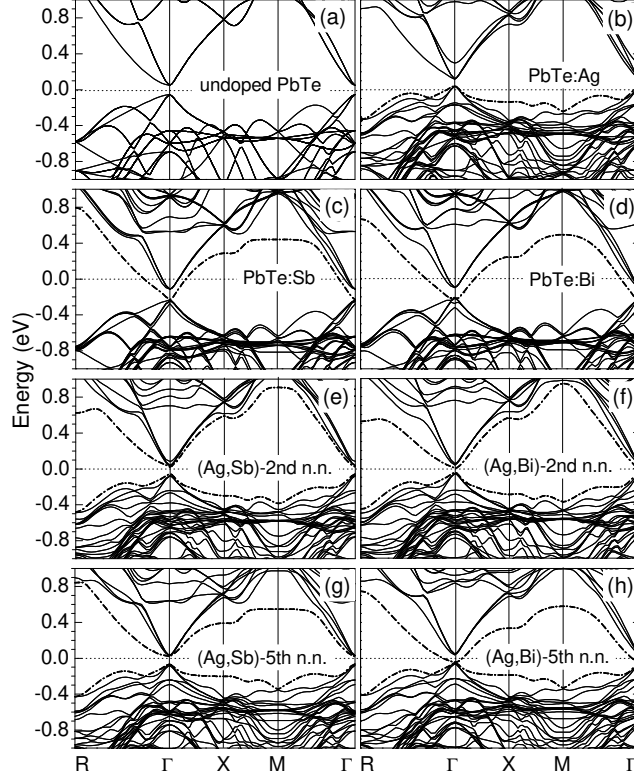 (a)
undoped PbTe
(b)
PbTe:Ag
(c)
PbTe:Sb
(d)
PbTe:Bi
(e)
(Ag,Sb)-2nd n.n.
(f)
(Ag,Bi)-2nd n.n.
(g)
(Ag,Sb)-5th n.n.
(h)
(Ag,Bi)-5th n.n.
Energy (eV)
0.8
0.4
0.0
-0.4
-0.8
0.8
0.4
0.0
-0.4
-0.8
0.8
0.4
0.0
-0.4
-0.8
0.8
0.4
0.0
-0.4
-0.8
R Γ X M Γ R Γ X M Γ